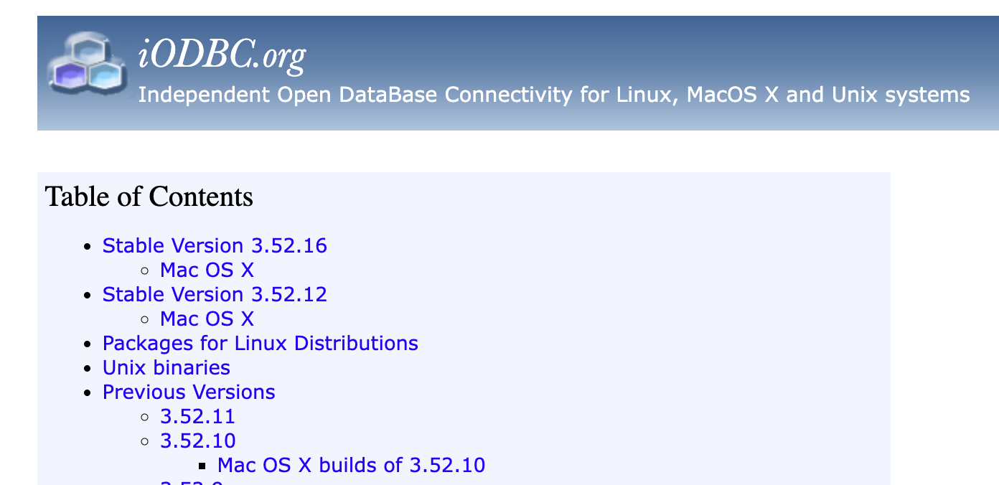 iODBC.org
Independent Open DataBase Connectivity for Linux, MacOS X and Unix systems
Table of Contents
Stable Version 3.52.16
Mac OS X
Stable Version 3.52.12
Mac OS X
Packages for Linux Distributions
Unix binaries
Previous Versions
3.52.11
3.52.10
Mac OS X builds of 3.52.10